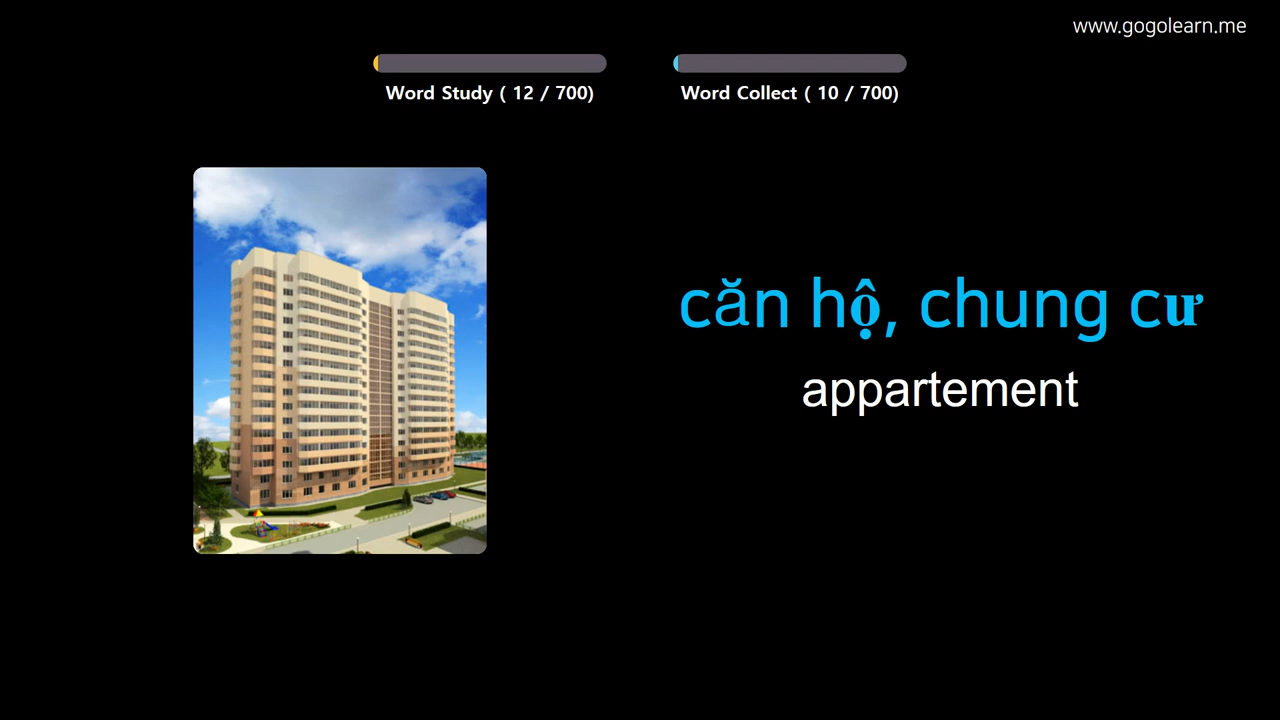 www.gogolearn.me
Word Study ( 12 / 700)
Word Collect ( 10 / 700)
căn hộ, chung cư
appartement